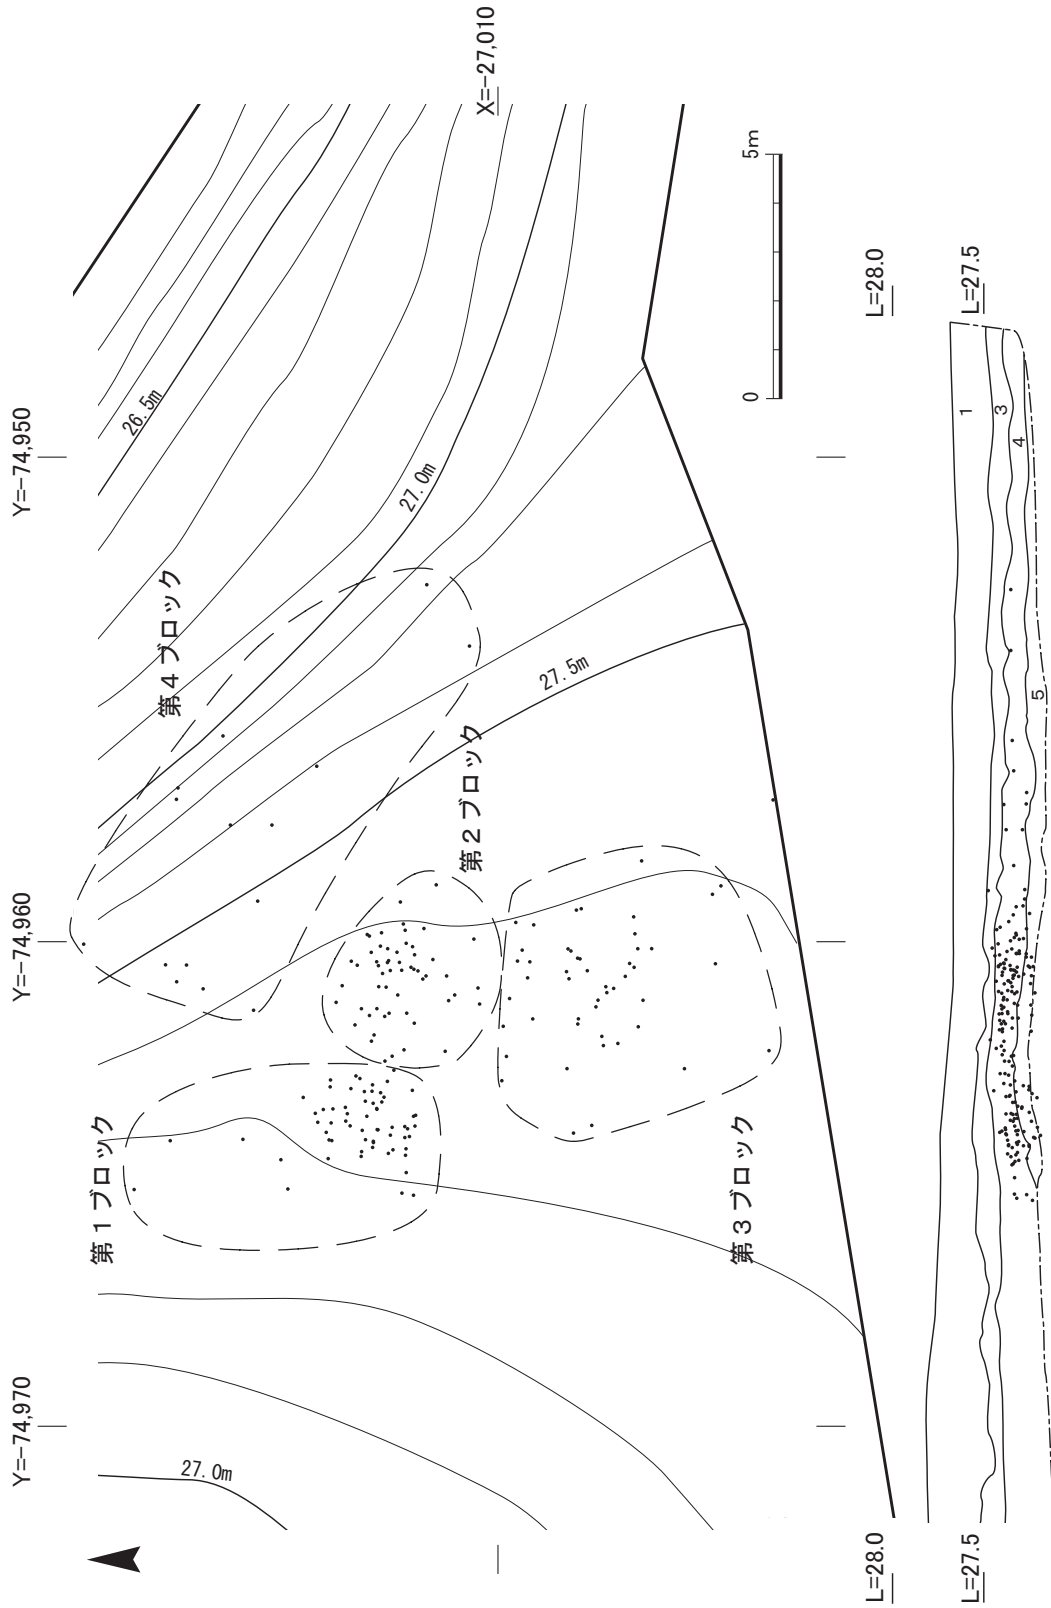 Y=-74,970
Y=-74,960
Y=-74,950
X=-27,010
第1ブロック
第4ブロック
第2ブロック
第3ブロック
27.0m
27.5m
27.0m
26.5m
0
5m
L=28.0
L=28.0
L=27.5
L=27.5
1
3
4
5